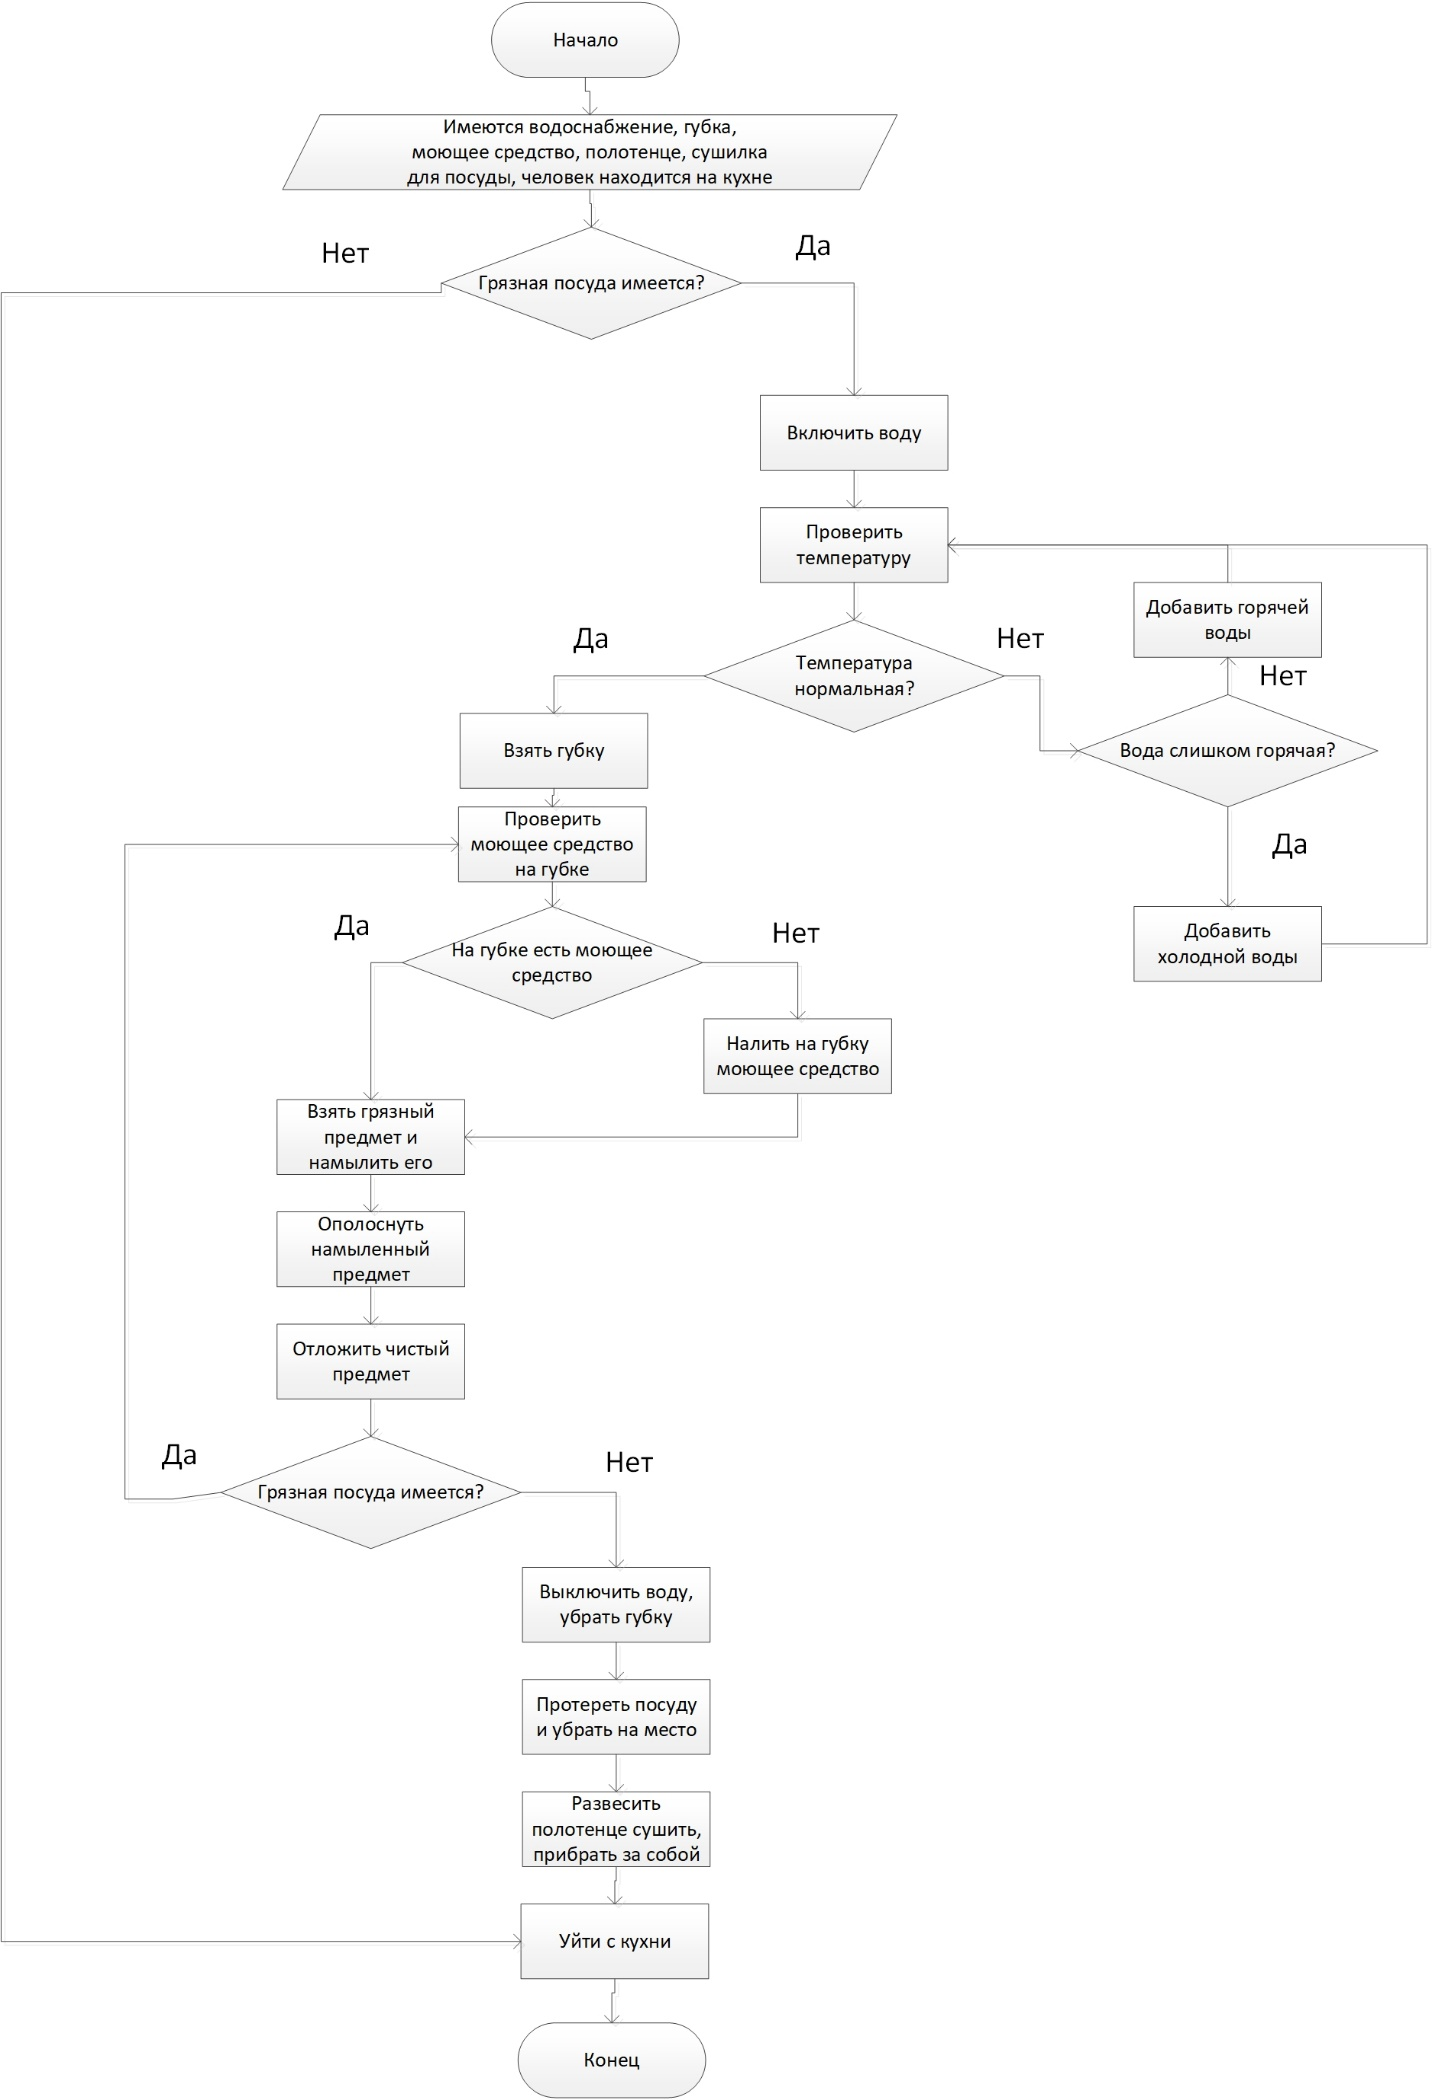 Начало
Имеются водоснабжение, губка,
моющее средство, полотенце, сушилка
для посуды, человек находится на кухне
Нет
Да
Грязная посуда имеется?
Включить воду
Проверить
температуру
Добавить горячей
воды
Да
Нет
Температура
нормальная?
Нет
Взять губку
Вода слишком горячая?
Проверить
моющее средство
на губке
Да
Да
Нет
На губке есть моющее
средство
Добавить
холодной воды
Налить на губку
моющее средство
Взять грязный
предмет и
намылить его
Ополоснуть
намыленный
предмет
Отложить чистый
предмет
Да
Нет
Грязная посуда имеется?
Выключить воду,
убрать губку
Протереть посуду
и убрать на место
Развесить
полотенце сушить,
прибрать за собой
Уйти с кухни
Конец